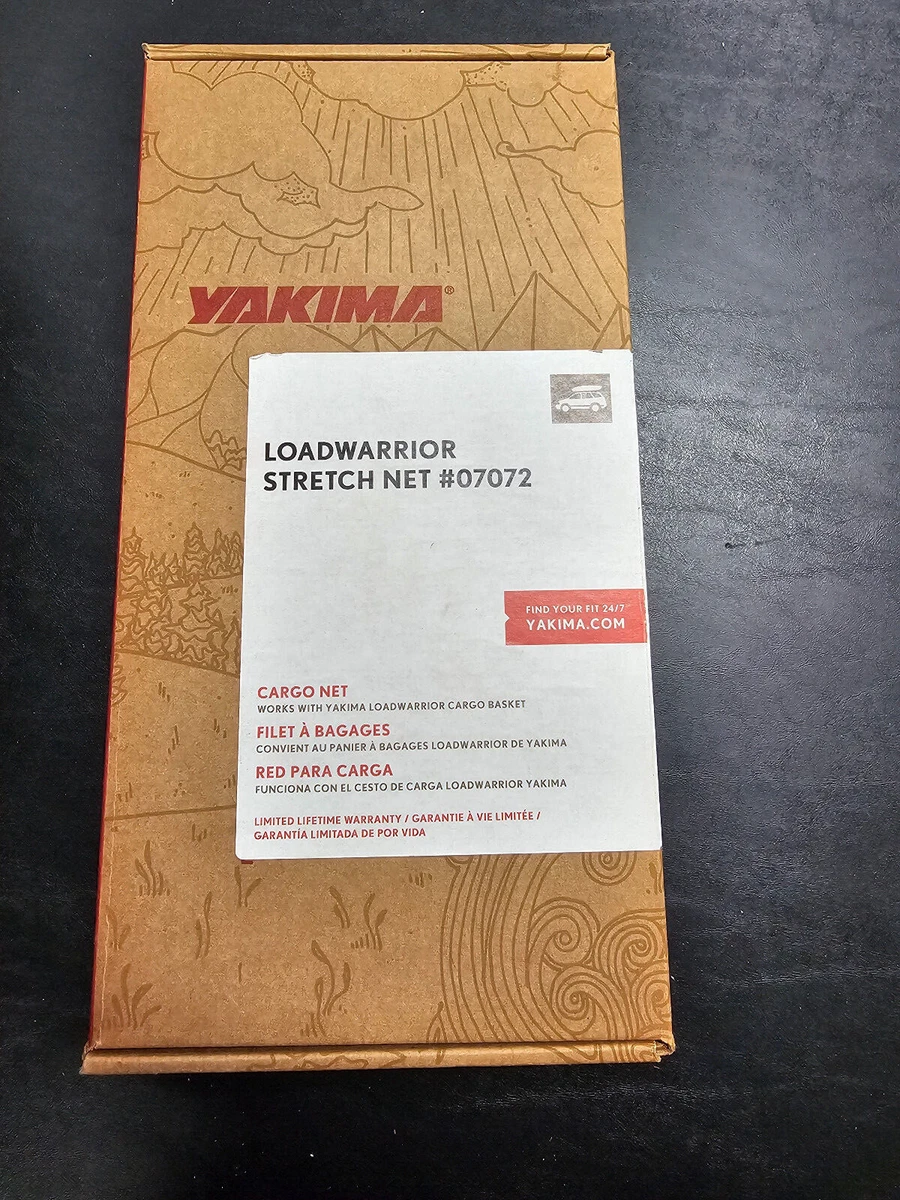 YAKIMA®
LOADWARRIOR
STRETCH NET #07072
FIND YOUR FIT 24/7
YAKIMA.COM
CARGO NET
WORKS WITH YAKIMA LOADWARRIOR CARGO BASKET
FILET À BAGAGES
CONVIENT AU PANIER À BAGAGES LOADWARRIOR DE YAKIMA
RED PARA CARGA
FUNCIONA CON EL CESTO DE CARGA LOADWARRIOR YAKIMA
LIMITED LIFETIME WARRANTY / GARANTIE À VIE LIMITÉE /
GARANTÍA LIMITADA DE POR VIDA